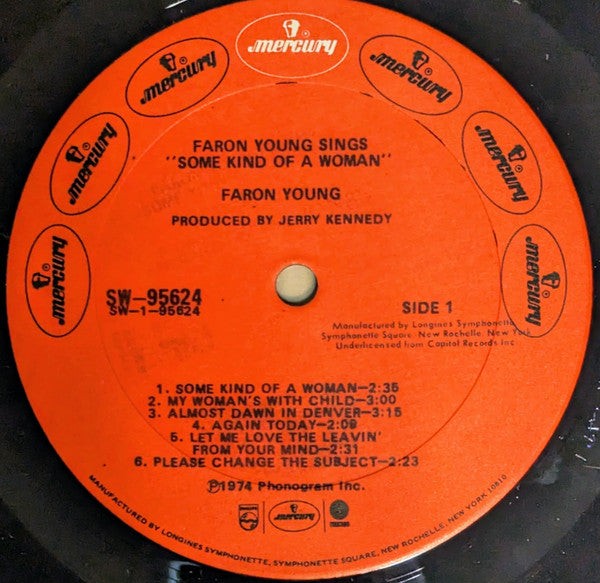 mercury
mercury
mercury
mercury
mercury
mercury
mercury
FARON YOUNG SINGS
"SOME KIND OF A WOMAN"
FARON YOUNG
PRODUCED BY JERRY KENNEDY
SW-95624
SW-1-95624
SIDE 1
Manufactured by Longines Symphonette
Symphonette Square, New Rochelle, New York
Underlicensed from Capitol Records Inc
1. SOME KIND OF A WOMAN—2:35
2. MY WOMAN'S WITH CHILD—3:00
3. ALMOST DAWN IN DENVER—3:15
4. AGAIN TODAY—2:09
5. LET ME LOVE THE LEAVIN'
FROM YOUR MIND—2:31
6. PLEASE CHANGE THE SUBJECT—2:23
℗1974 Phonogram Inc.
PHILIPS mercury
MANUFACTURED BY LONGINES SYMPHONETTE, SYMPHONETTE SQUARE, NEW ROCHELLE, NEW YORK 10810